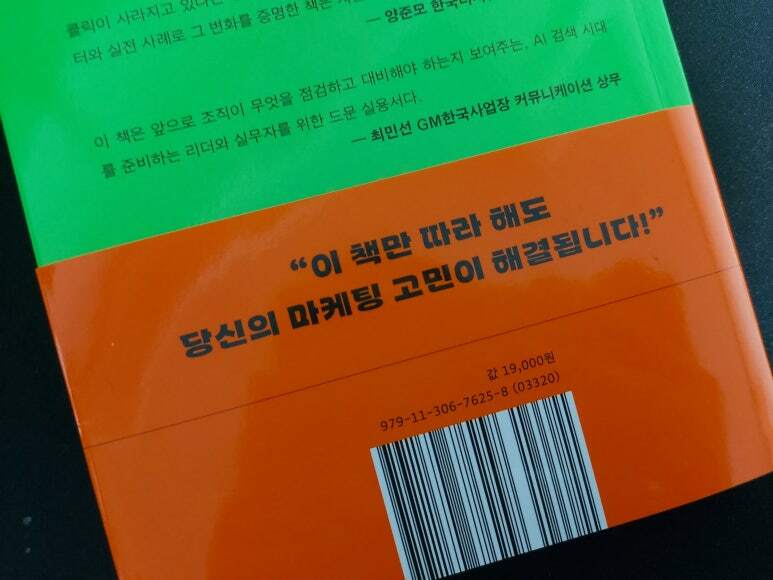 클릭이 사라지고 있다는
터와 실전 사례로 그 변화를 증명한 책은
— 양준모 한국
이 책은 앞으로 조직이 무엇을 점검하고 대비해야 하는지 보여주는, AI 검색 시대
를 준비하는 리더와 실무자를 위한 드문 실용서다.
— 최민선 GM한국사업장 커뮤니케이션 상무
“이 책만 따라 해도
당신의 마케팅 고민이 해결됩니다!”
값 19,000원
979-11-306-7625-8 (03320)